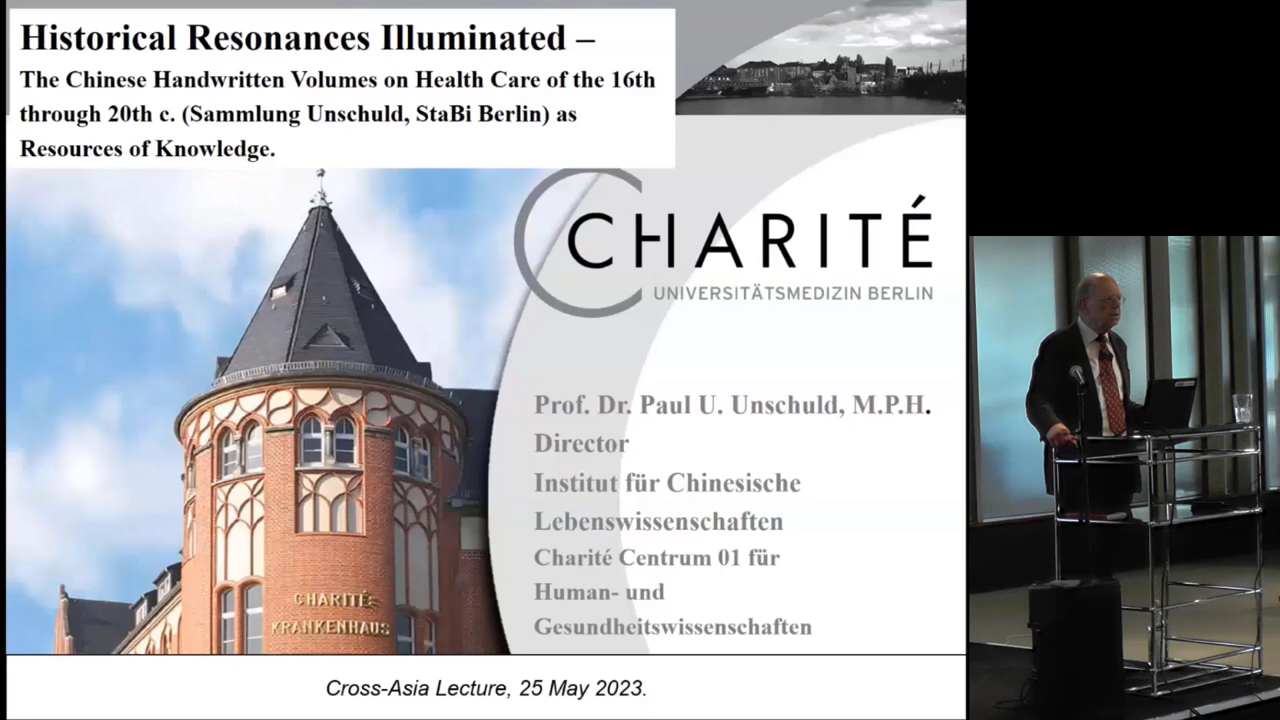 Historical Resonances Illuminated –
The Chinese Handwritten Volumes on Health Care of the 16th
through 20th c. (Sammlung Unschuld, StaBi Berlin) as
Resources of Knowledge.
CHARITÉ
UNIVERSITÄTSMEDIZIN BERLIN
Prof. Dr. Paul U. Unschuld, M.P.H.
Director
Institut für Chinesische
Lebenswissenschaften
Charité Centrum 01 für
Human- und
Gesundheitswissenschaften
CHARITÉ-
KRANKENHAUS
Cross-Asia Lecture, 25 May 2023.